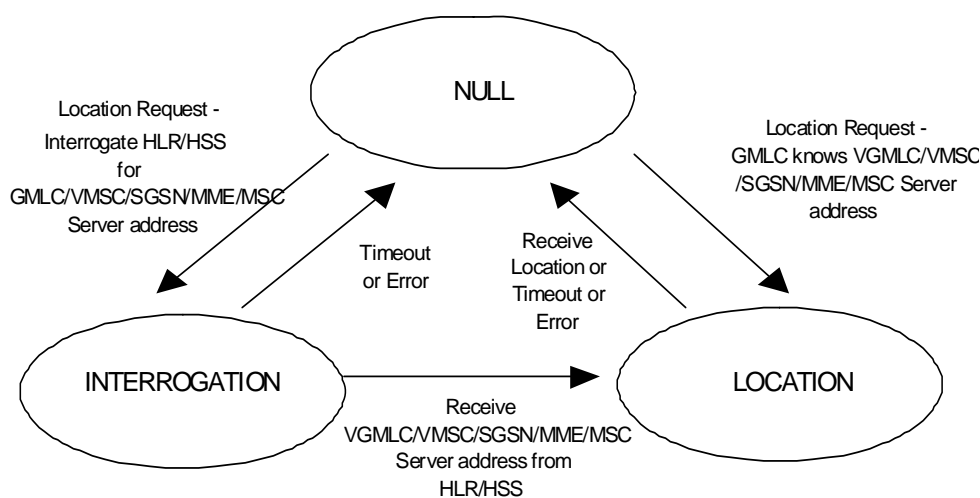 NULL
Location Request -
Interrogate HLR/HSS
for
GMLC/VMSC/SGSN/MME/MSC
Server address
Location Request -
GMLC knows VGMLC/VMSC
/SGSN/MME/MSC Server
address
Timeout
or Error
Receive
Location or
Timeout or
Error
INTERROGATION
LOCATION
Receive
VGMLC/VMSC/SGSN/MME/MSC
Server address from
HLR/HSS